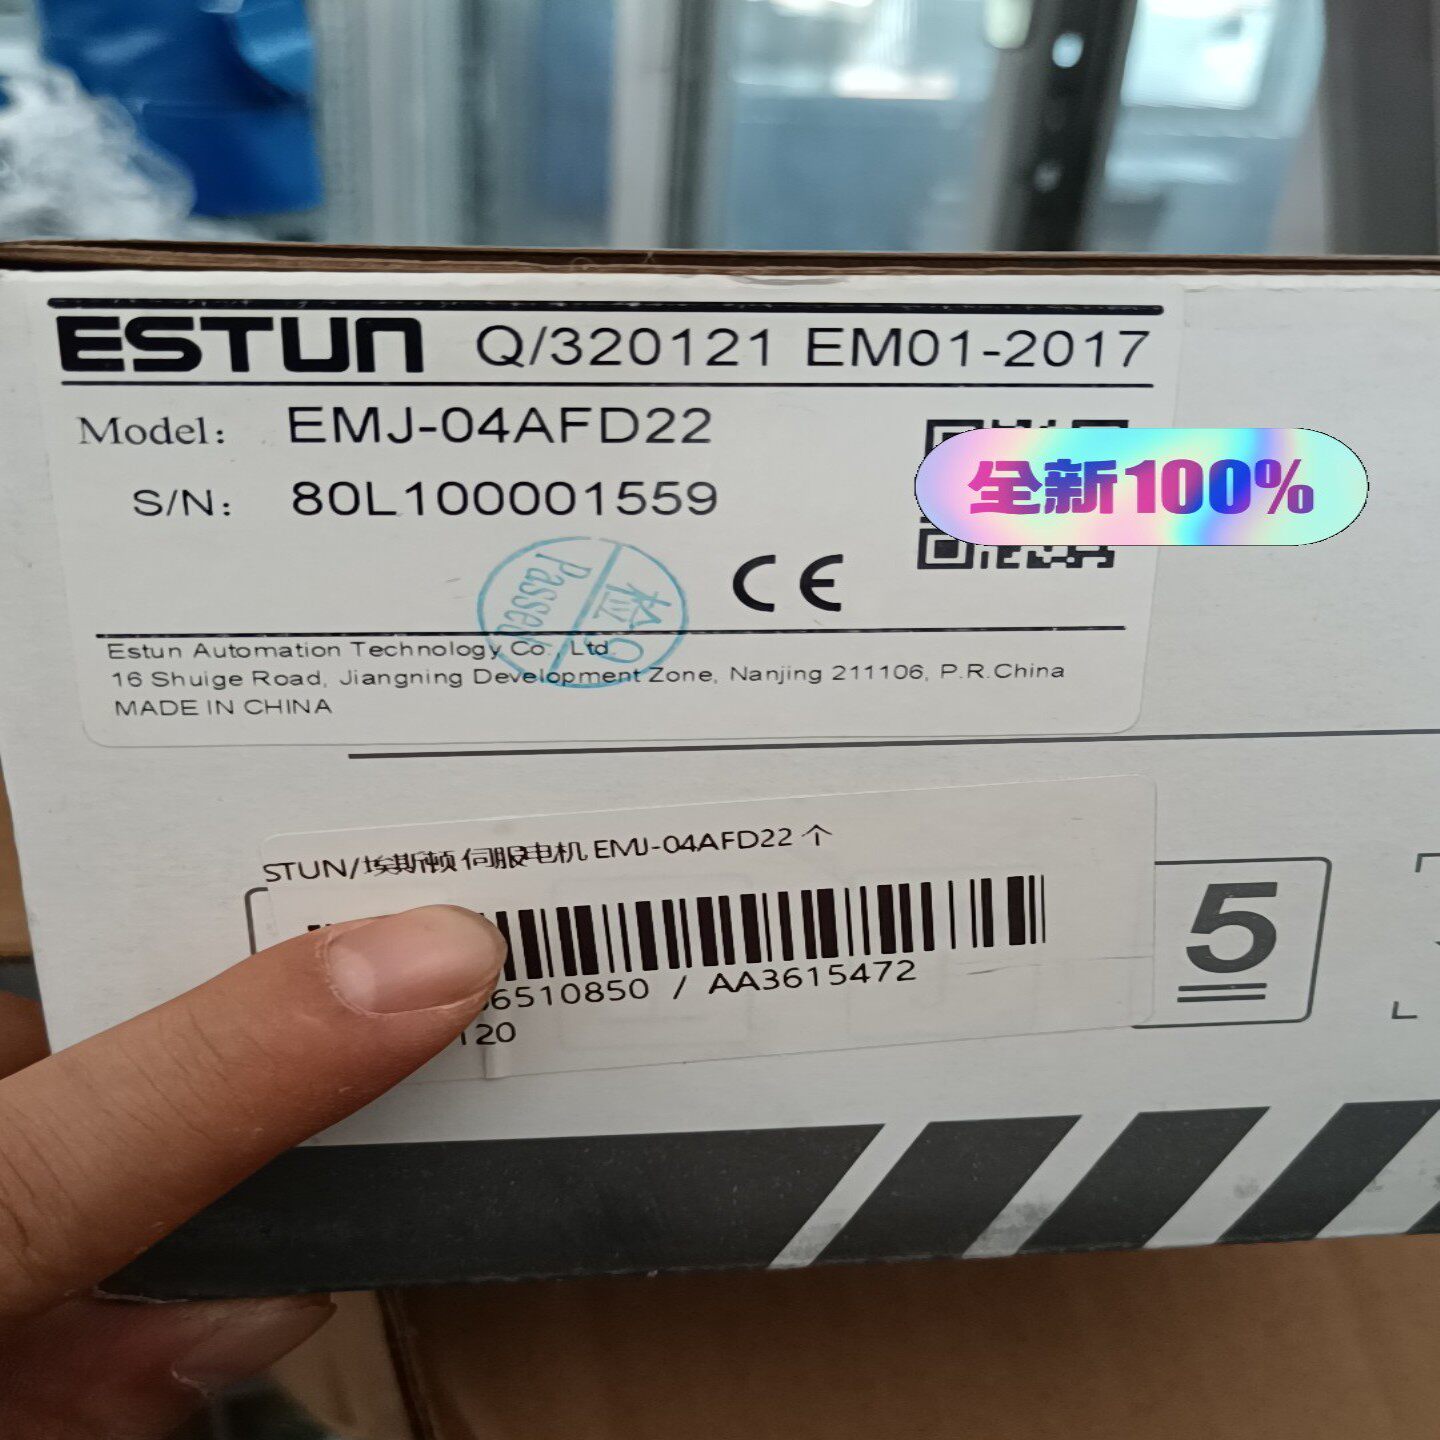 ESTUN Q/320121 EM01-2017
Model: EMJ-04AFD22
S/N: 80L100001559
全新100%
Passed 检
CE
Estun Automation Technology Co., Ltd
16 Shuige Road, Jiangning Development Zone, Nanjing 211106, P.R.China
MADE IN CHINA
STUN/埃斯顿 伺服电机 EMJ-04AFD22 个
6510850 / AA3615472
120
5